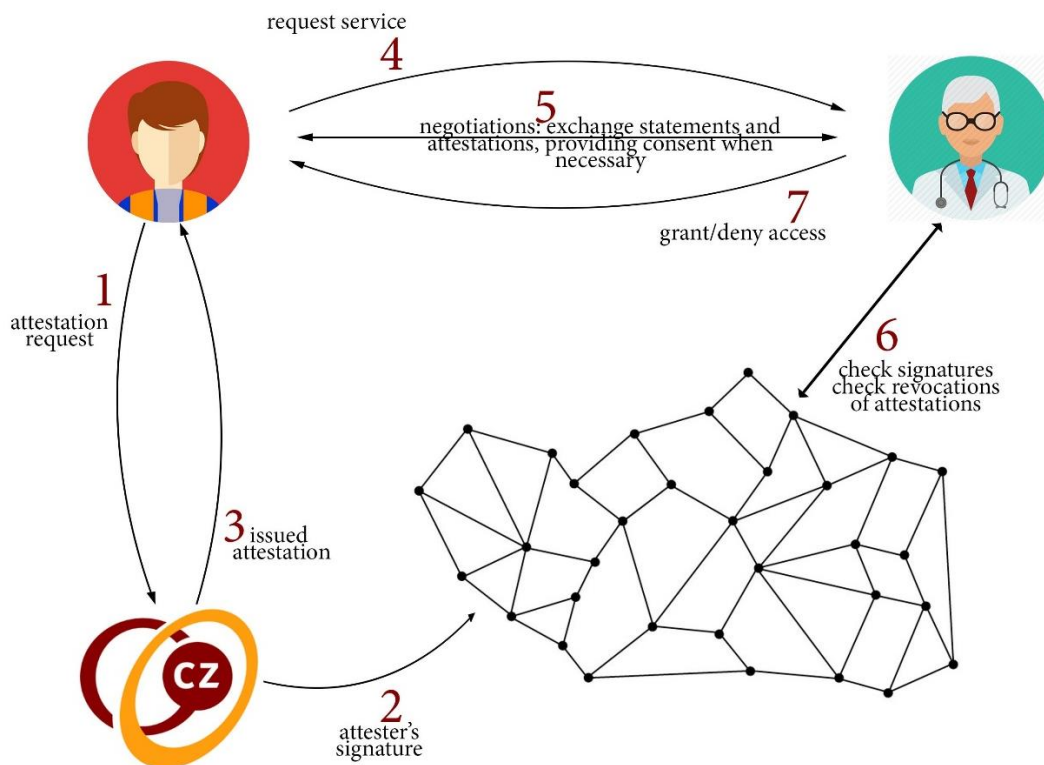 request service
4
5
negotiations: exchange statements and
attestations, providing consent when
necessary
7
grant/deny access
1
attestation
request
6
check signatures
check revocations
of attestations
3 issued
attestation
CZ
2
attester's
signature